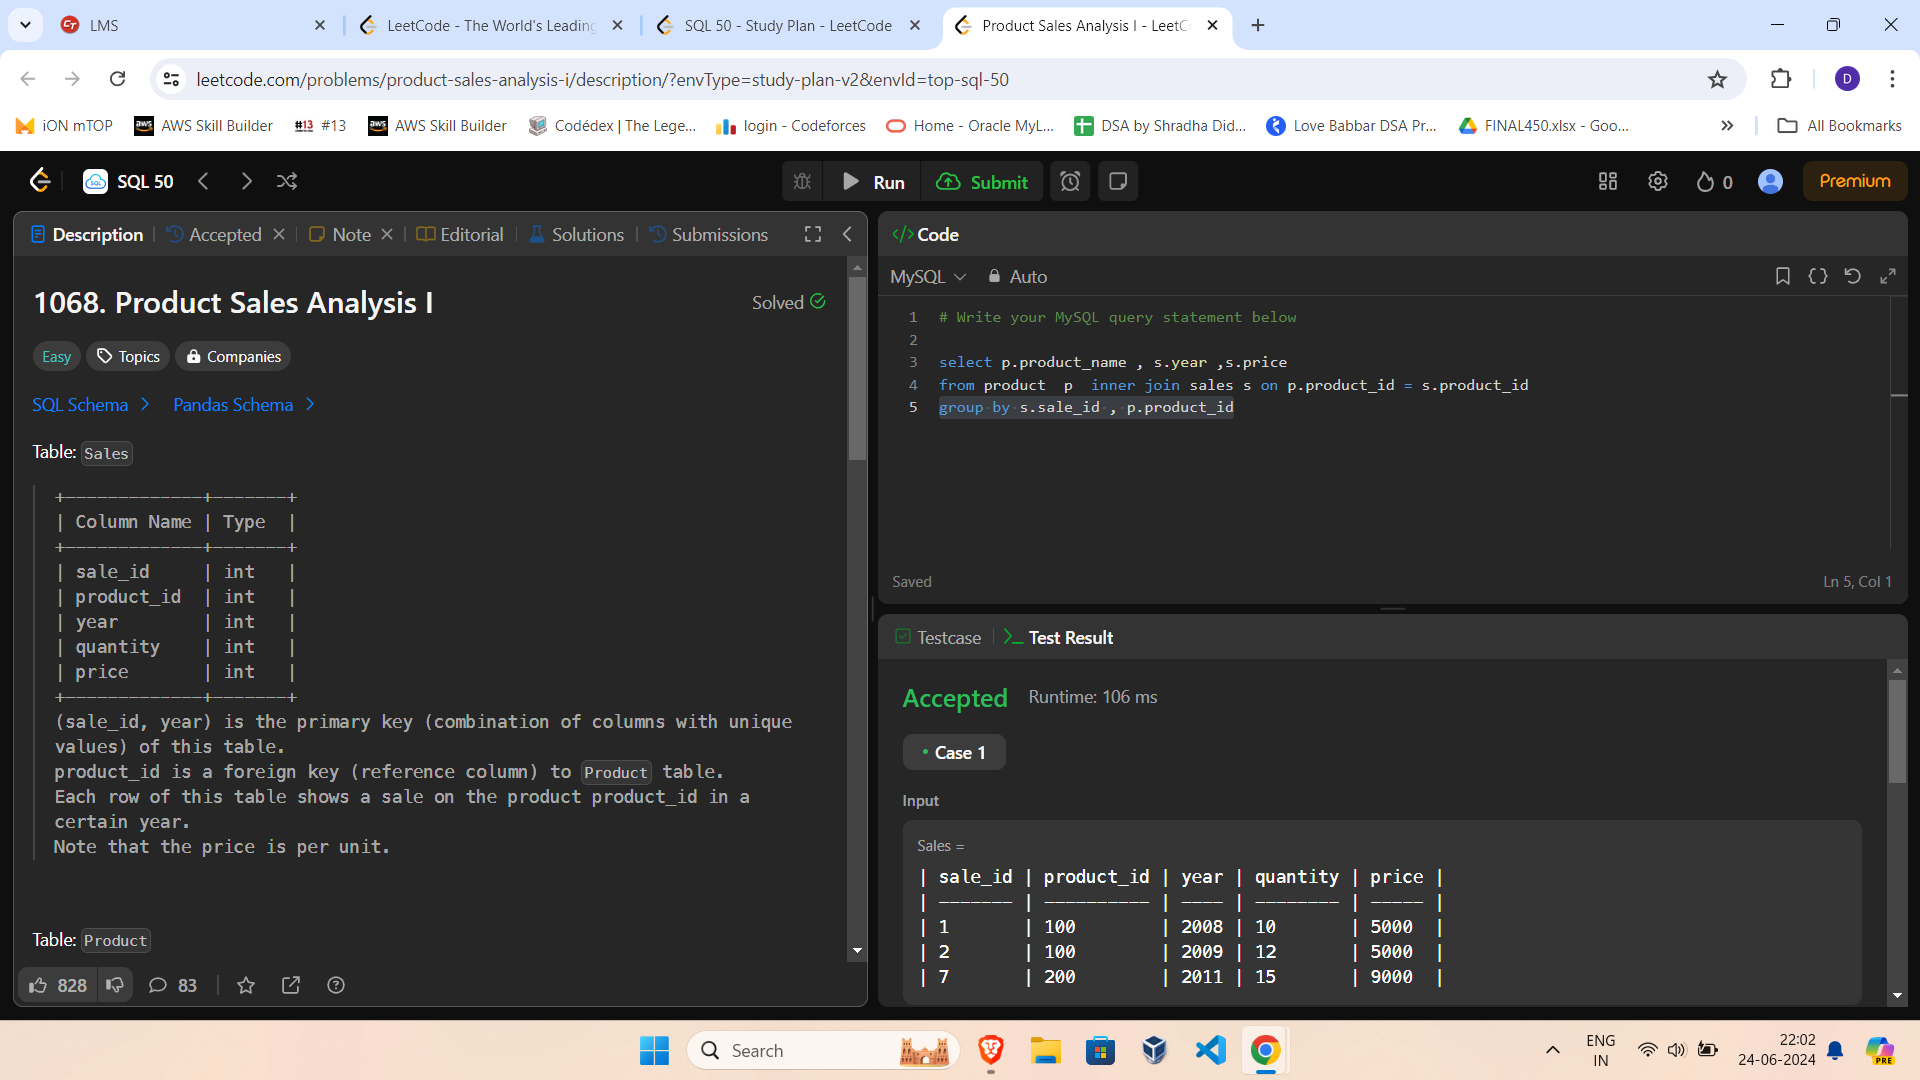 LMS
LeetCode - The World's Leading
SQL 50 - Study Plan - LeetCode
Product Sales Analysis I - LeetC
leetcode.com/problems/product-sales-analysis-i/description/?envType=study-plan-v2&envId=top-sql-50
D
iON mTOP
AWS Skill Builder
#13
AWS Skill Builder
Codédex | The Lege...
login - Codeforces
Home - Oracle MyL...
DSA by Shradha Did...
Love Babbar DSA Pr...
FINAL450.xlsx - Goo...
All Bookmarks
SQL 50
Run
Submit
0
Premium
Description
Accepted
Note
Editorial
Solutions
Submissions
</> Code
1068. Product Sales Analysis I
Solved
Easy
Topics
Companies
SQL Schema
Pandas Schema
Table: Sales
+-------------+-------+
| Column Name | Type  |
+-------------+-------+
| sale_id     | int   |
| product_id  | int   |
| year        | int   |
| quantity    | int   |
| price       | int   |
+-------------+-------+
(sale_id, year) is the primary key (combination of columns with unique
values) of this table.
product_id is a foreign key (reference column) to Product table.
Each row of this table shows a sale on the product product_id in a
certain year.
Note that the price is per unit.
Table: Product
828
83
MySQL
Auto
1 # Write your MySQL query statement below
2
3 select p.product_name , s.year ,s.price
4 from product  p  inner join sales s on p.product_id = s.product_id
5 group by s.sale_id , p.product_id
Saved
Ln 5, Col 1
Testcase
Test Result
Accepted
Runtime: 106 ms
Case 1
Input
Sales =
| sale_id | product_id | year | quantity | price |
| ------- | ---------- | ---- | -------- | ----- |
| 1       | 100        | 2008 | 10       | 5000  |
| 2       | 100        | 2009 | 12       | 5000  |
| 7       | 200        | 2011 | 15       | 9000  |
Search
ENG
IN
22:02
24-06-2024
PRE